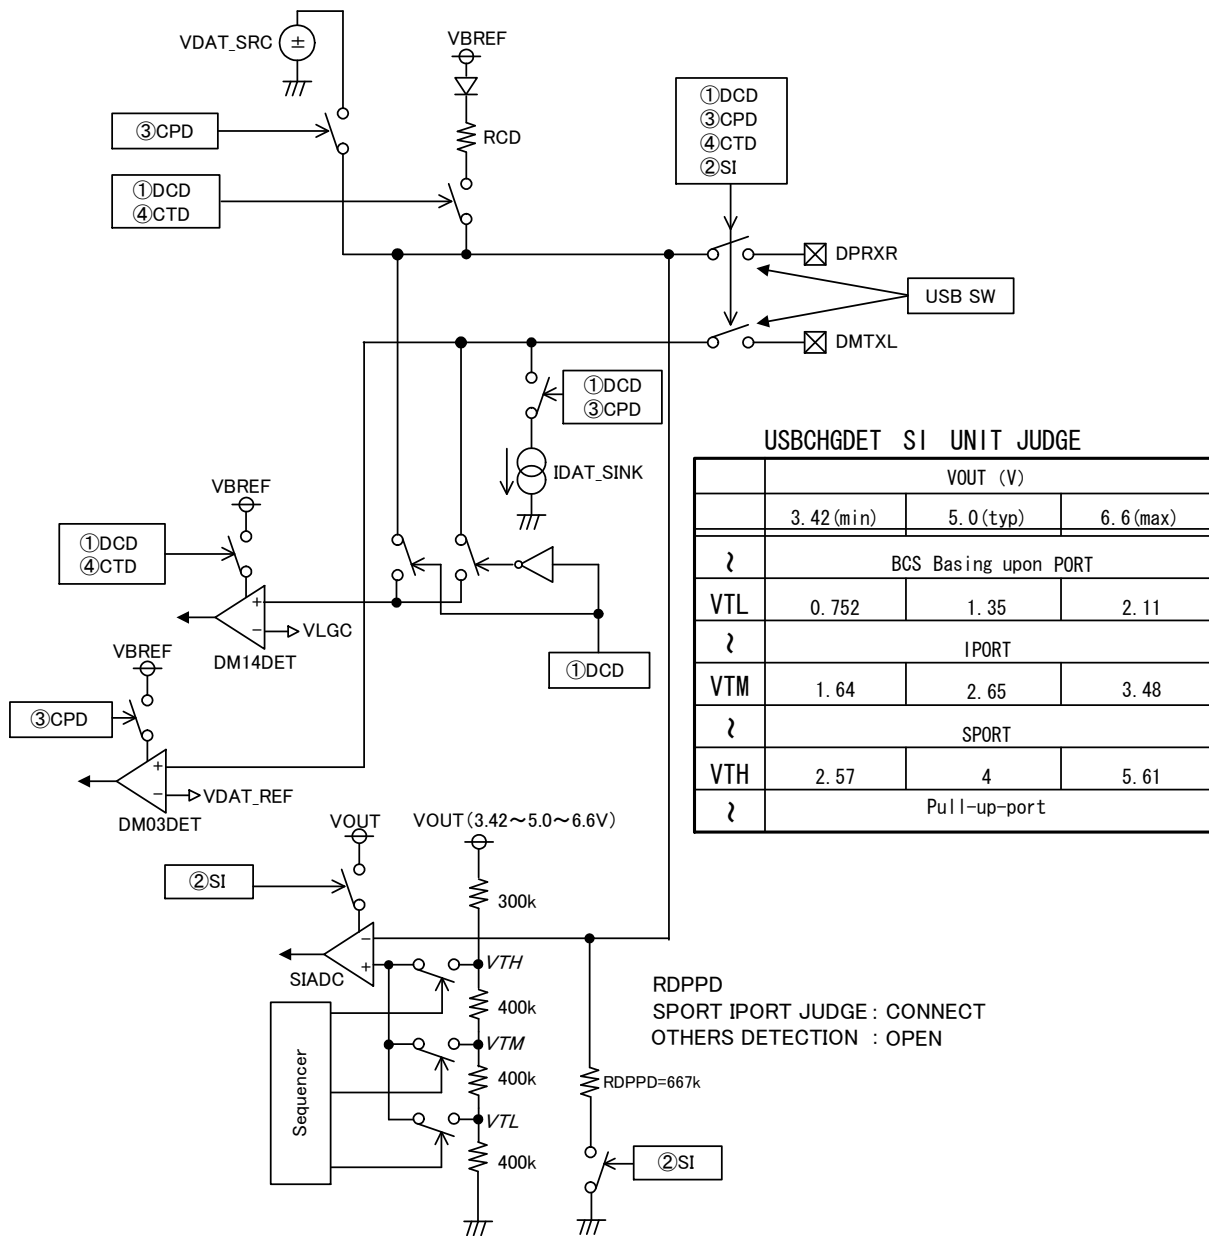 VDAT_SRC
±
VBREF
③CPD
RCD
①DCD
④CTD
①DCD
③CPD
④CTD
②SI
DPRXR
USB SW
DMTXL
①DCD
③CPD
IDAT_SINK
VBREF
①DCD
④CTD
+
−
VLGC
DM14DET
①DCD
VBREF
③CPD
+
−
VDAT_REF
DM03DET
USBCHGDET SI UNIT JUDGE
VOUT (V)
3.42(min) 5.0(typ) 6.6(max)
~ BCS Basing upon PORT
VTL 0.752 1.35 2.11
~ IPORT
VTM 1.64 2.65 3.48
~ SPORT
VTH 2.57 4 5.61
~ Pull-up-port
VOUT
VOUT(3.42～5.0～6.6V)
②SI
300k
−
+
SIADC
VTH
400k
VTM
400k
VTL
400k
Sequencer
RDPPD
SPORT IPORT JUDGE : CONNECT
OTHERS DETECTION : OPEN
RDPPD=667k
②SI